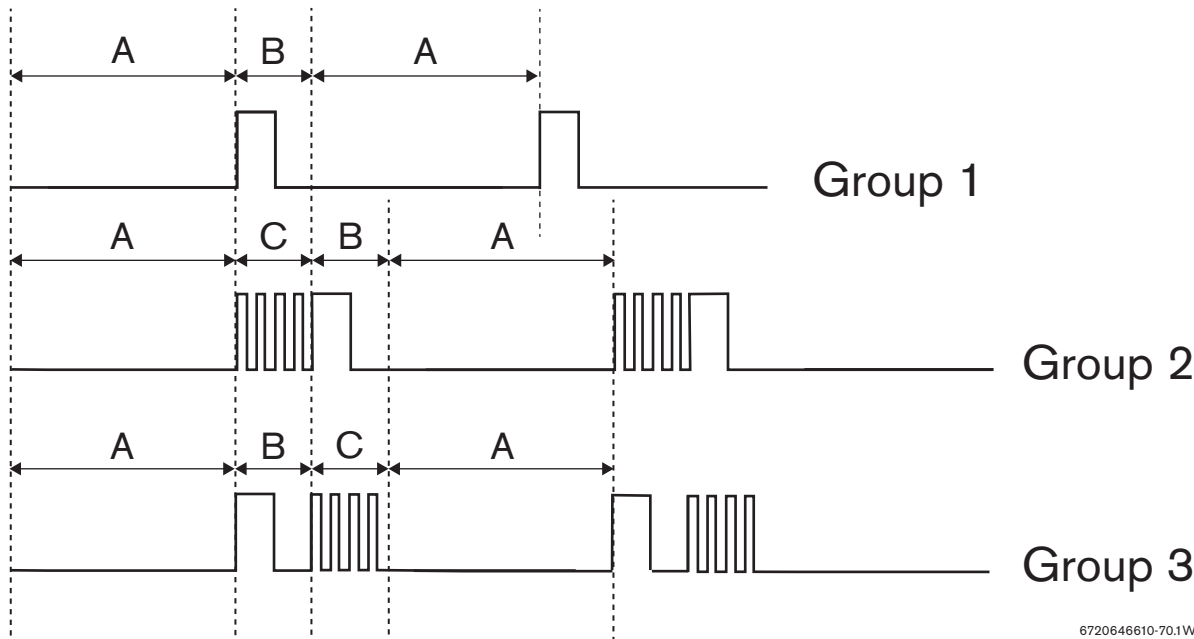 A B A
Group 1
A C B A
Group 2
A B C A
Group 3
6720646610-70.1W